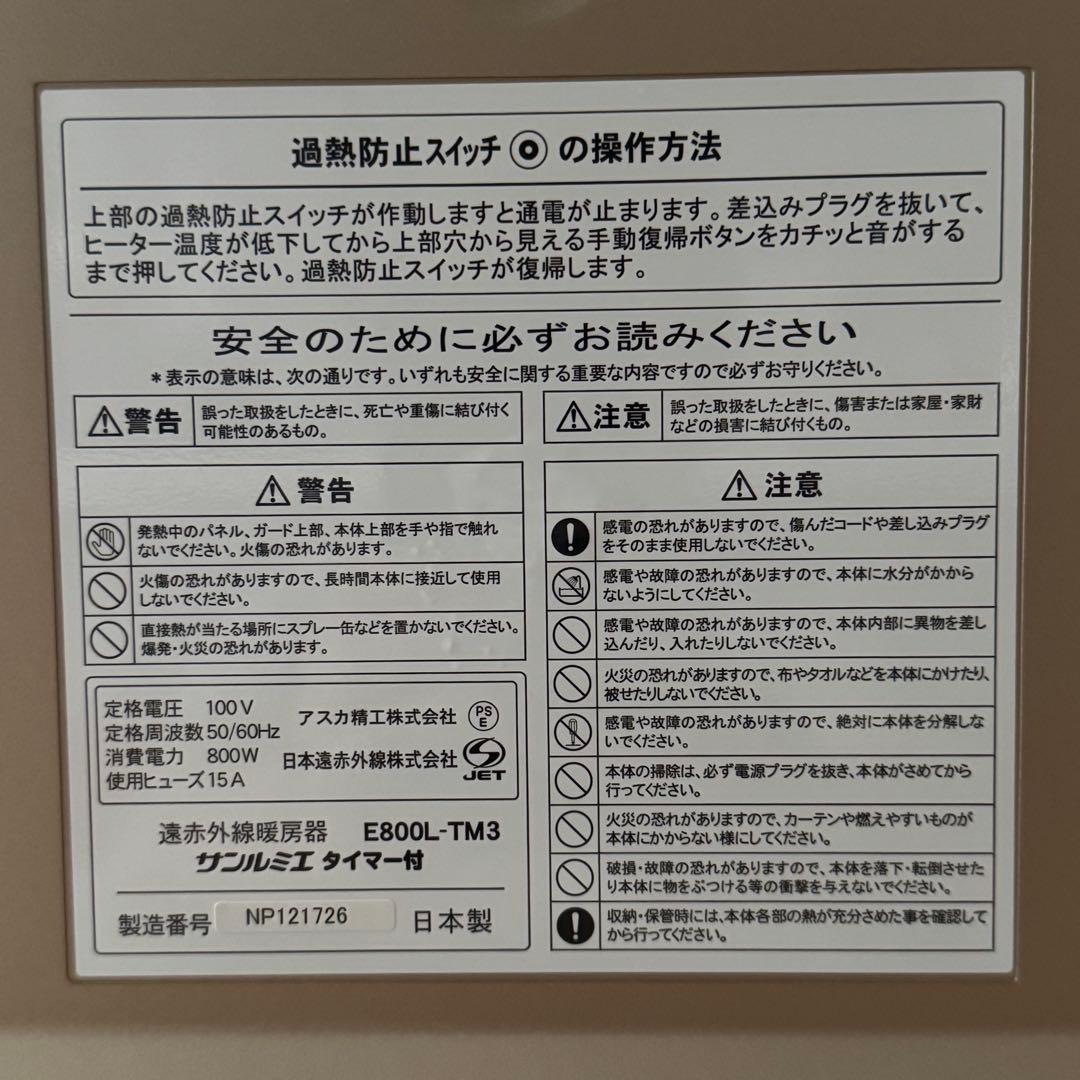 過熱防止スイッチ の操作方法
上部の過熱防止スイッチが作動しますと通電が止まります。差込みプラグを抜いて、
ヒーター温度が低下してから上部穴から見える手動復帰ボタンをカチッと音がする
まで押してください。過熱防止スイッチが復帰します。
安全のために必ずお読みください
*表示の意味は、次の通りです。いずれも安全に関する重要な内容ですので必ずお守りください。
警告
誤った取扱をしたときに、死亡や重傷に結び付く
可能性のあるもの。
注意
誤った取扱をしたときに、傷害または家屋・家財
などの損害に結び付くもの。
警告
発熱中のパネル、ガード上部、本体上部を手や指で触れ
ないでください。火傷の恐れがあります。
火傷の恐れがありますので、長時間本体に接近して使用
しないでください。
直接熱が当たる場所にスプレー缶などを置かないでください。
爆発・火災の恐れがあります。
定格電圧 100V
定格周波数 50/60Hz
消費電力 800W
使用ヒューズ 15A
アスカ精工株式会社
PS
E
日本遠赤外線株式会社
JET
遠赤外線暖房器 E800L-TM3
サンルミエ タイマー付
製造番号 NP121726 日本製
注意
感電の恐れがありますので、傷んだコードや差し込みプラグ
をそのまま使用しないでください。
感電や故障の恐れがありますので、本体に水分がかから
ないようにしてください。
感電や故障の恐れがありますので、本体内部に異物を差し
込んだり、入れたりしないでください。
火災の恐れがありますので、布やタオルなどを本体にかけたり、
被せたりしないでください。
感電や故障の恐れがありますので、絶対に本体を分解しな
いでください。
本体の掃除は、必ず電源プラグを抜き、本体がさめてから
行ってください。
火災の恐れがありますので、カーテンや燃えやすいものが
本体にかからない様にしてください。
破損・故障の恐れがありますので、本体を落下・転倒させた
り本体に物をぶつける等の衝撃を与えないでください。
収納・保管時には、本体各部の熱が充分さめた事を確認して
から行ってください。